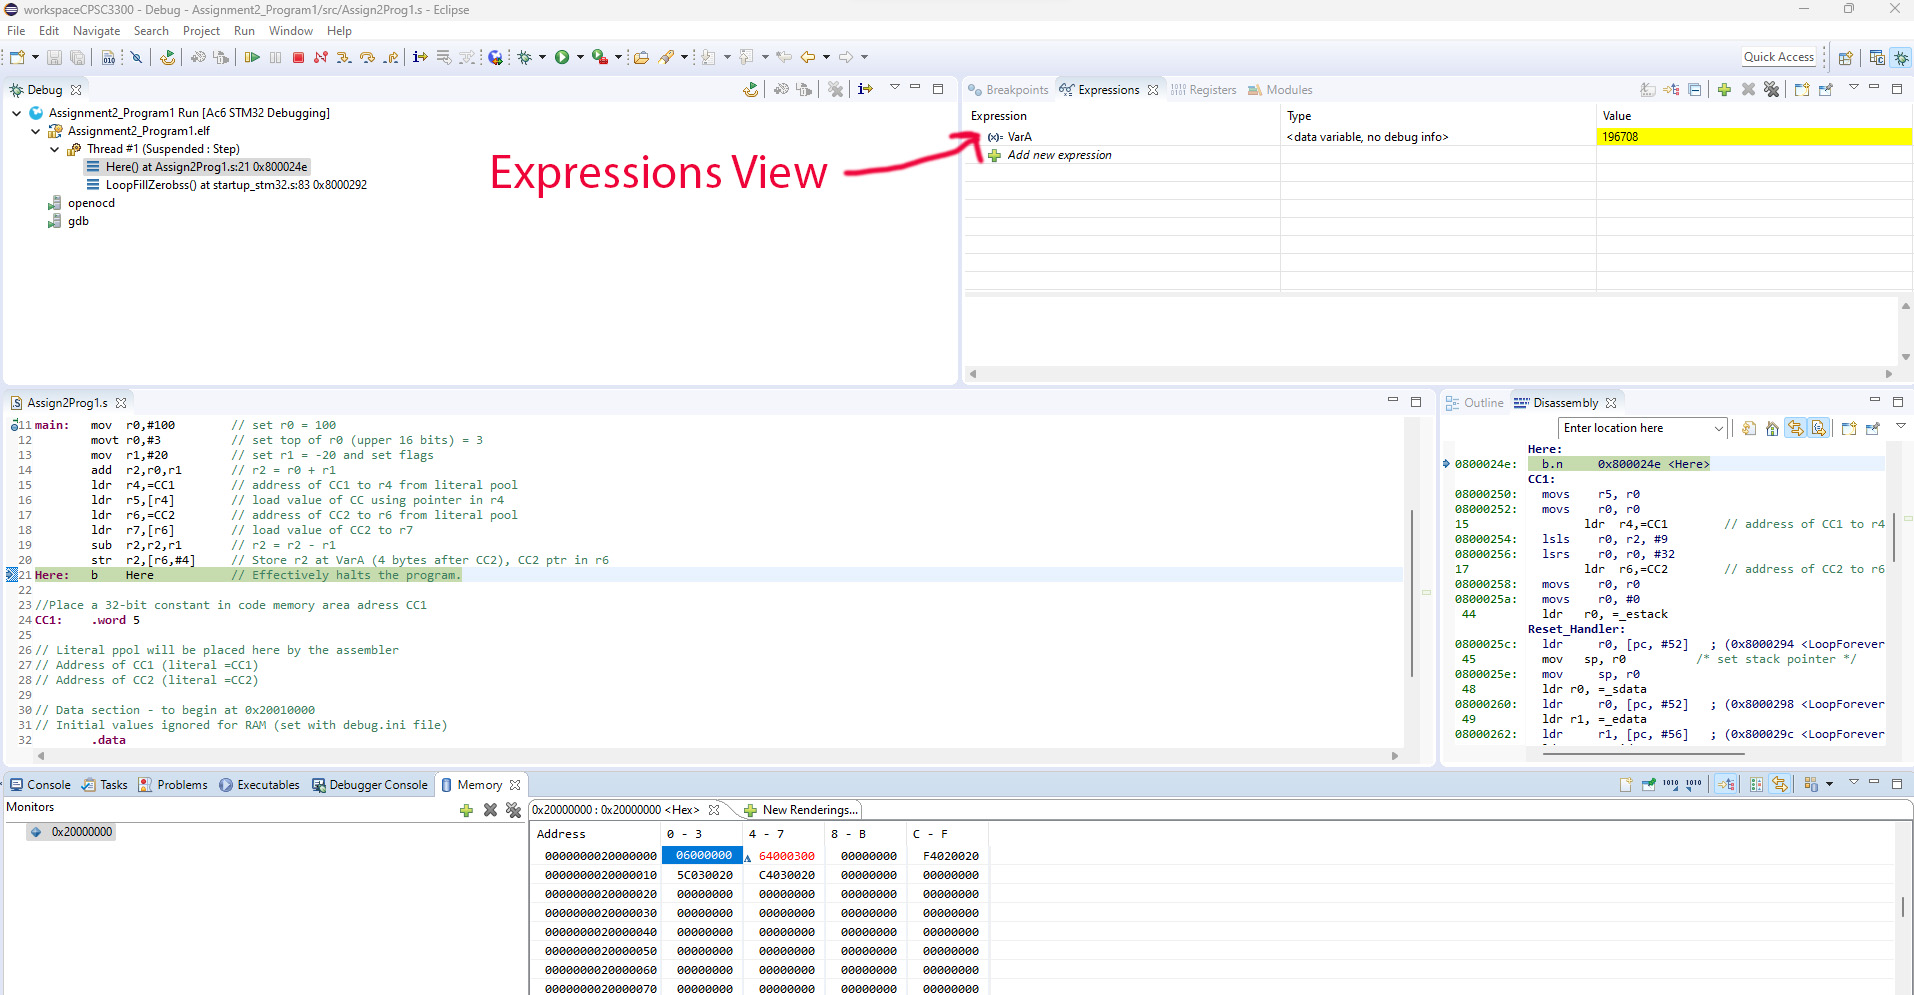 workspaceCPSC3300 - Debug - Assignment2_Program1/src/Assign2Prog1.s - Eclipse
File Edit Navigate Search Project Run Window Help
Quick Access
Debug
Assignment2_Program1 Run [Ac6 STM32 Debugging]
Assignment2_Program1.elf
Thread #1 (Suspended : Step)
Here() at Assign2Prog1.s:21 0x800024e
LoopFillZerobss() at startup_stm32.s:83 0x8000292
openocd
gdb
Expressions View
Breakpoints Expressions Registers Modules
Expression Type Value
(x)= VarA <data variable, no debug info> 196708
Add new expression
Assign2Prog1.s
11 main: mov r0,#100 // set r0 = 100
12 movt r0,#3 // set top of r0 (upper 16 bits) = 3
13 mov r1,#20 // set r1 = -20 and set flags
14 add r2,r0,r1 // r2 = r0 + r1
15 ldr r4,=CC1 // address of CC1 to r4 from literal pool
16 ldr r5,[r4] // load value of CC using pointer in r4
17 ldr r6,=CC2 // address of CC2 to r6 from literal pool
18 ldr r7,[r6] // load value of CC2 to r7
19 sub r2,r2,r1 // r2 = r2 - r1
20 str r2,[r6,#4] // Store r2 at VarA (4 bytes after CC2), CC2 ptr in r6
21 Here: b Here // Effectively halts the program.
22
23 //Place a 32-bit constant in code memory area adress CC1
24 CC1: .word 5
25
26 // Literal ppol will be placed here by the assembler
27 // Address of CC1 (literal =CC1)
28 // Address of CC2 (literal =CC2)
29
30 // Data section - to begin at 0x20010000
31 // Initial values ignored for RAM (set with debug.ini file)
32 .data
Outline Disassembly
Enter location here
Here:
0800024e: b.n 0x800024e <Here>
CC1:
08000250: movs r5, r0
08000252: movs r0, r0
15 ldr r4,=CC1 // address of CC1 to r4
08000254: lsls r0, r2, #9
08000256: lsrs r0, r0, #32
17 ldr r6,=CC2 // address of CC2 to r6
08000258: movs r0, r0
0800025a: movs r0, #0
44 ldr r0, =_estack
Reset_Handler:
0800025c: ldr r0, [pc, #52] ; (0x8000294 <LoopForever
45 mov sp, r0 /* set stack pointer */
0800025e: mov sp, r0
48 ldr r0, =_sdata
08000260: ldr r0, [pc, #52] ; (0x8000298 <LoopForever
49 ldr r1, =_edata
08000262: ldr r1, [pc, #56] ; (0x800029c <LoopForever
Console Tasks Problems Executables Debugger Console Memory
Monitors
0x20000000
0x20000000 : 0x20000000 <Hex> New Renderings...
Address 0 - 3 4 - 7 8 - B C - F
0000000020000000 06000000 64000300 00000000 F4020020
0000000020000010 5C030020 C4030020 00000000 00000000
0000000020000020 00000000 00000000 00000000 00000000
0000000020000030 00000000 00000000 00000000 00000000
0000000020000040 00000000 00000000 00000000 00000000
0000000020000050 00000000 00000000 00000000 00000000
0000000020000060 00000000 00000000 00000000 00000000
0000000020000070 00000000 00000000 00000000 00000000